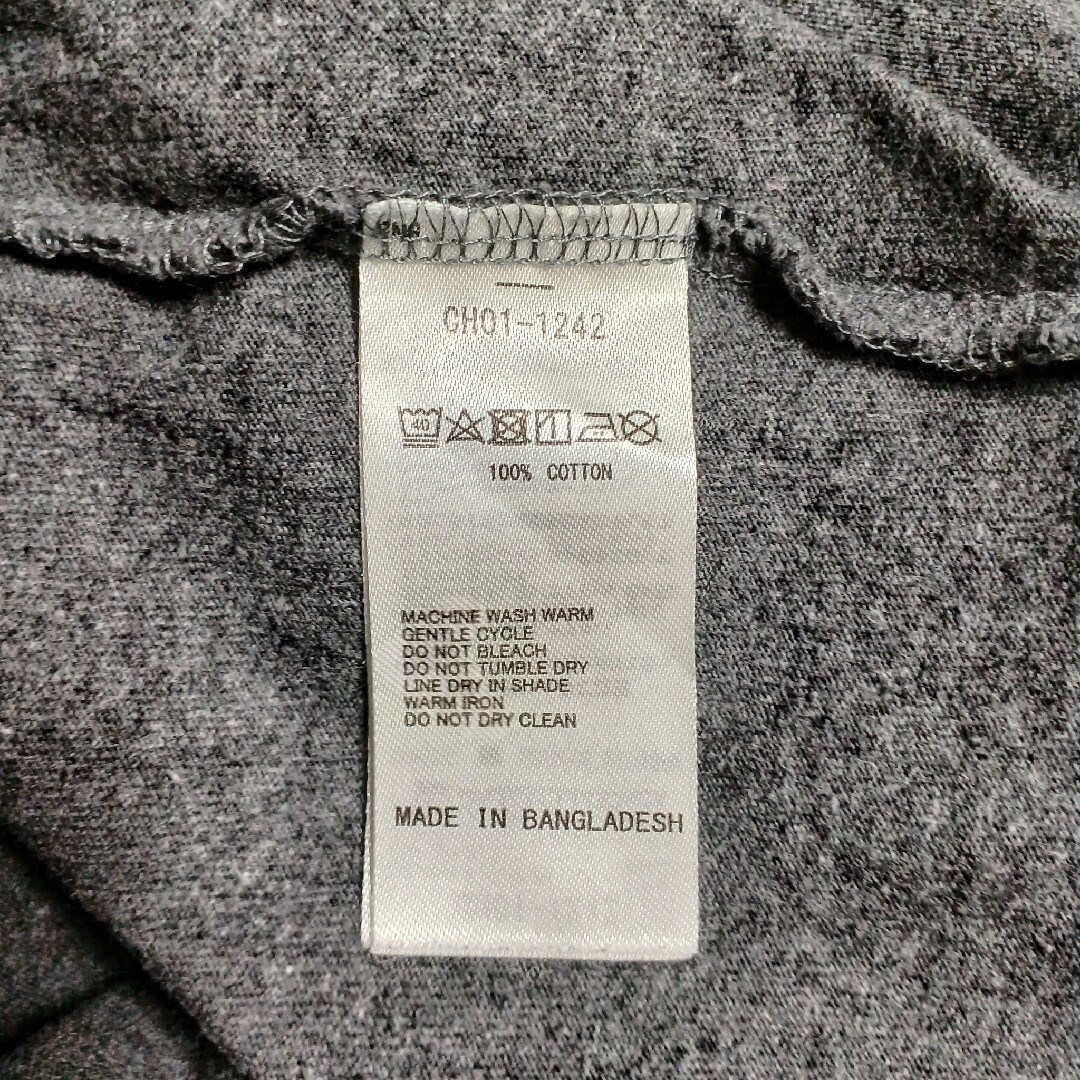 CH01-1242
40
100% COTTON
MACHINE WASH WARM
GENTLE CYCLE
DO NOT BLEACH
DO NOT TUMBLE DRY
LINE DRY IN SHADE
WARM IRON
DO NOT DRY CLEAN
MADE IN BANGLADESH